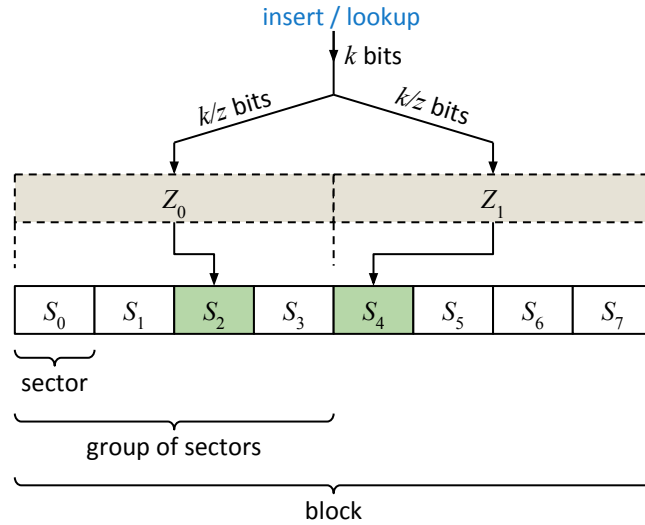 insert / lookup
k bits
k/z bits k/z bits
Z₀ Z₁
S₀ S₁ S₂ S₃ S₄ S₅ S₆ S₇
sector
group of sectors
block